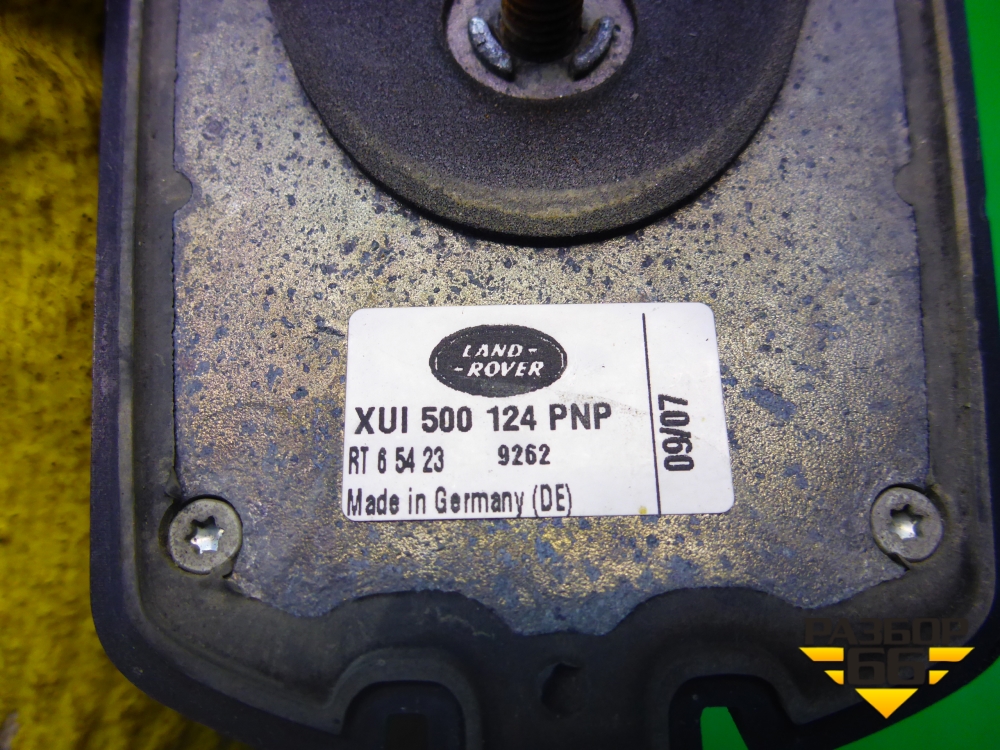 LAND-
-ROVER
XUI 500 124 PNP
RT 6 54 23 9262
Made in Germany (DE)
09/07
РАЗБОР
66